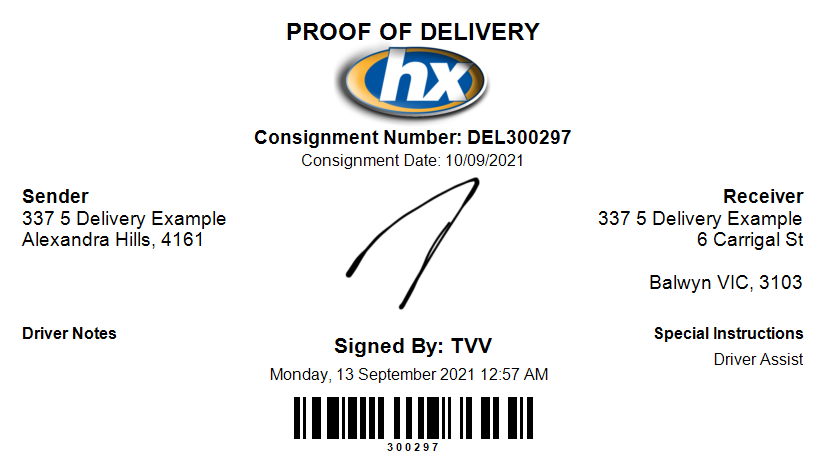 PROOF OF DELIVERY
hx
Consignment Number: DEL300297
Consignment Date: 10/09/2021
Sender
337 5 Delivery Example
Alexandra Hills, 4161
Receiver
337 5 Delivery Example
6 Carrigal St
Balwyn VIC, 3103
Driver Notes
Signed By: TVV
Monday, 13 September 2021 12:57 AM
Special Instructions
Driver Assist
300297